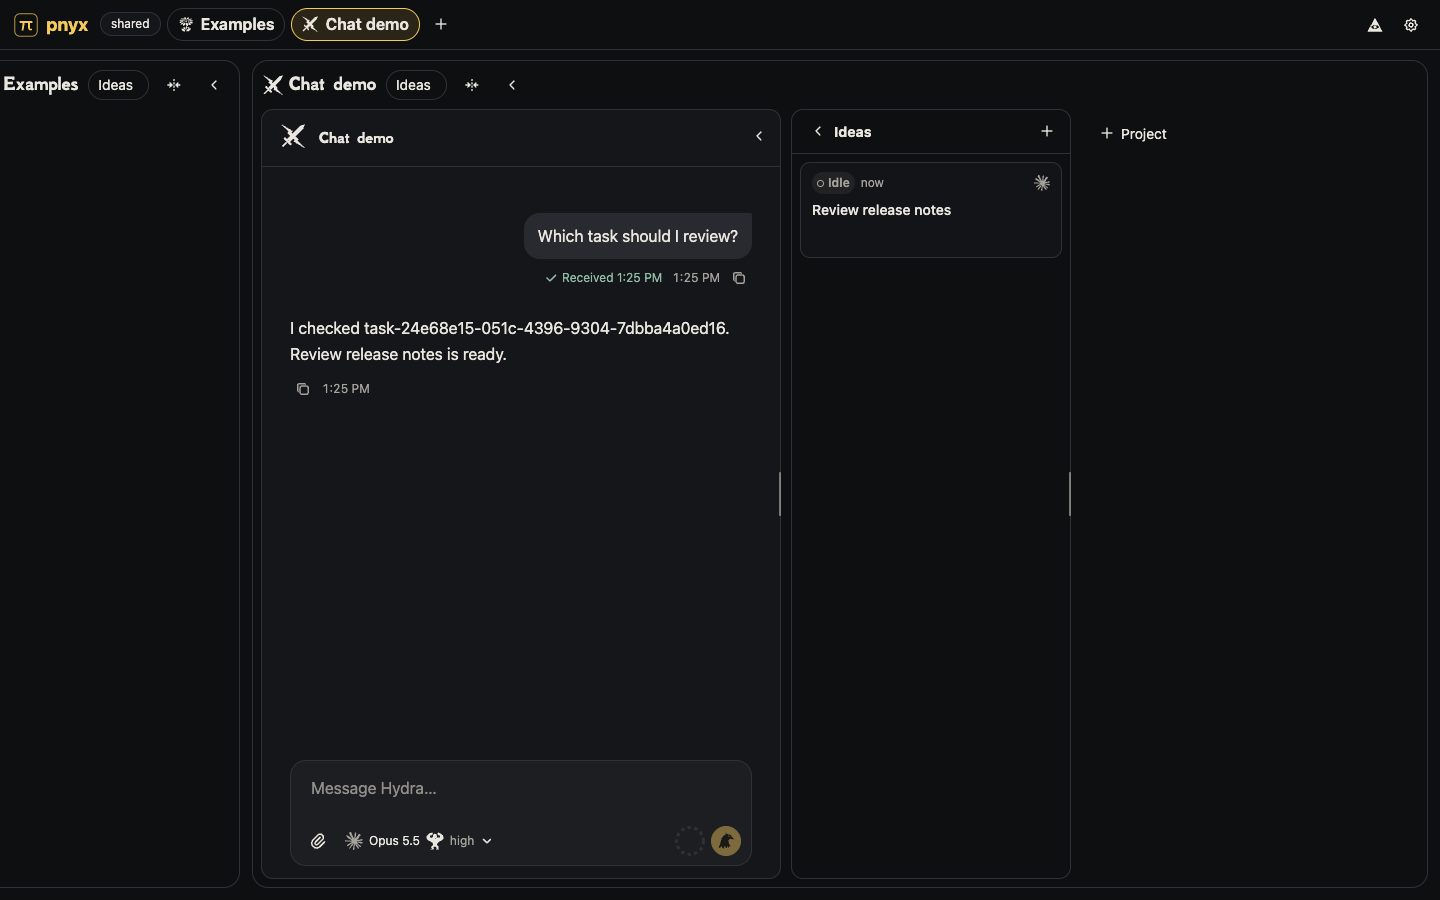 π pnyx shared Examples Chat demo
Examples Ideas
Chat demo Ideas
Chat demo
Which task should I review?
Received 1:25 PM 1:25 PM
I checked task-24e68e15-051c-4396-9304-7dbba4a0ed16.
Review release notes is ready.
1:25 PM
Message Hydra...
Opus 5.5 high
Ideas
Idle now
Review release notes
Project